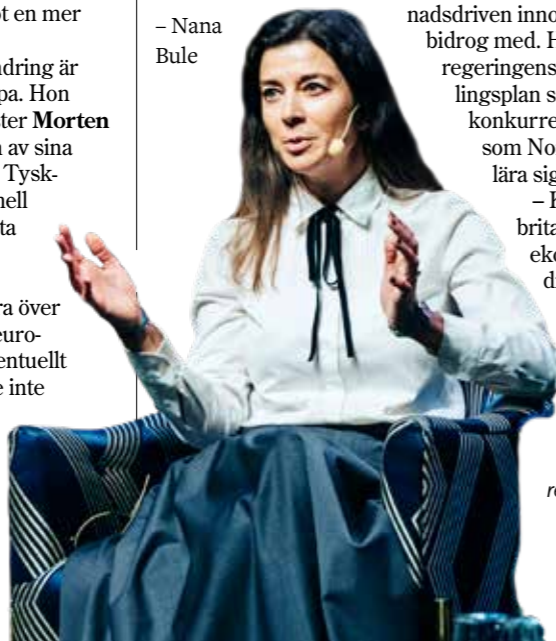 ot en mer
ndring är
pa. Hon
ster Morten
av sina
Tysk-
nell
ta
ra över
euro-
entuellt
e inte
– Nana
Bule
nadsdriven inno
bidrog med. H
regeringens
lingsplan s
konkurre
som No
lära sig
– K
brita
eko
d
re